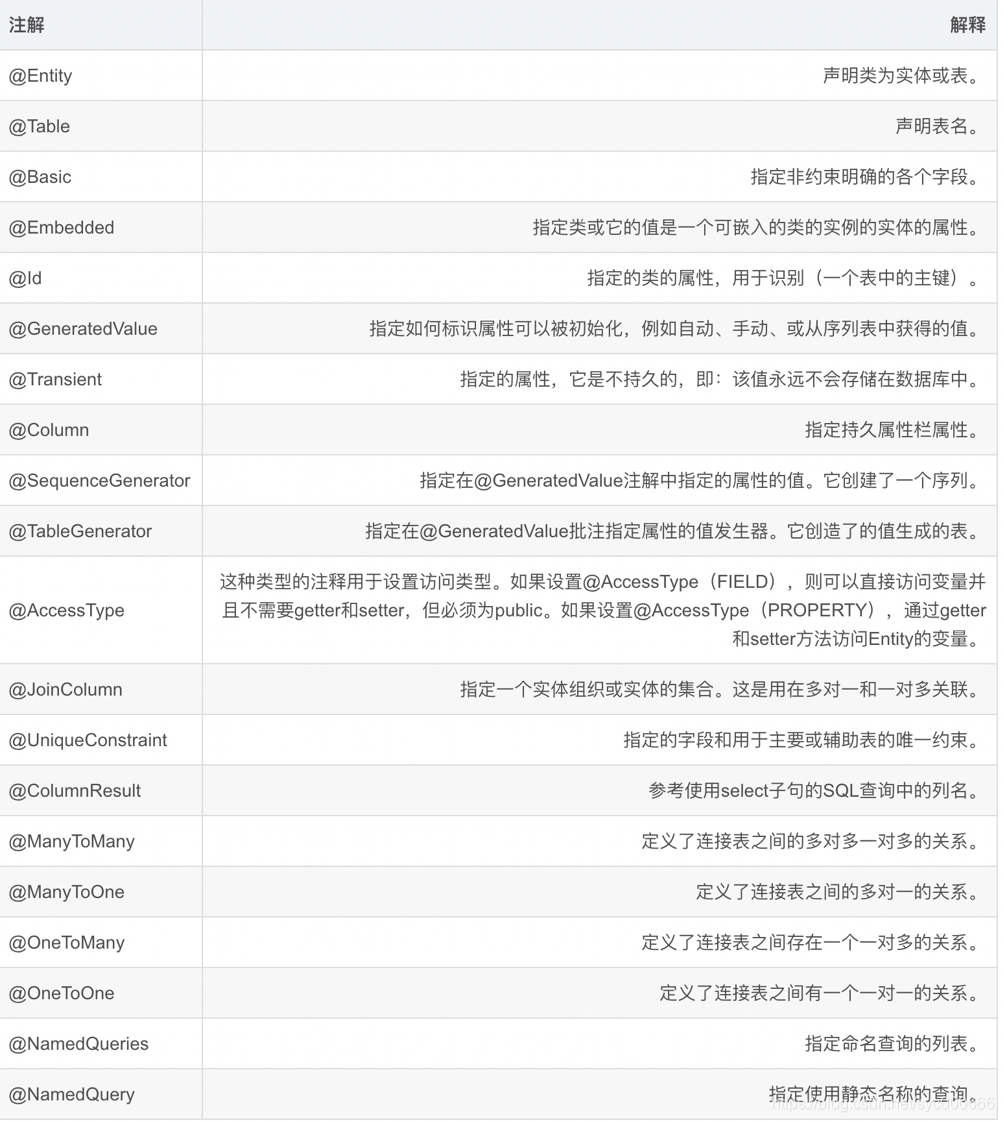 注解 解释
@Entity 声明类为实体或表。
@Table 声明表名。
@Basic 指定非约束明确的各个字段。
@Embedded 指定类或它的值是一个可嵌入的类的实例的实体的属性。
@Id 指定的类的属性，用于识别（一个表中的主键）。
@GeneratedValue 指定如何标识属性可以被初始化，例如自动、手动、或从序列表中获得的值。
@Transient 指定的属性，它是不持久的，即：该值永远不会存储在数据库中。
@Column 指定持久属性栏属性。
@SequenceGenerator 指定在@GeneratedValue注解中指定的属性的值。它创建了一个序列。
@TableGenerator 指定在@GeneratedValue批注指定属性的值发生器。它创造了的值生成的表。
@AccessType 这种类型的注释用于设置访问类型。如果设置@AccessType（FIELD），则可以直接访问变量并
且不需要getter和setter，但必须为public。如果设置@AccessType（PROPERTY），通过getter
和setter方法访问Entity的变量。
@JoinColumn 指定一个实体组织或实体的集合。这是用在多对一和一对多关联。
@UniqueConstraint 指定的字段和用于主要或辅助表的唯一约束。
@ColumnResult 参考使用select子句的SQL查询中的列名。
@ManyToMany 定义了连接表之间的多对多一对多的关系。
@ManyToOne 定义了连接表之间的多对一的关系。
@OneToMany 定义了连接表之间存在一个一对多的关系。
@OneToOne 定义了连接表之间有一个一对一的关系。
@NamedQueries 指定命名查询的列表。
@NamedQuery 指定使用静态名称的查询。